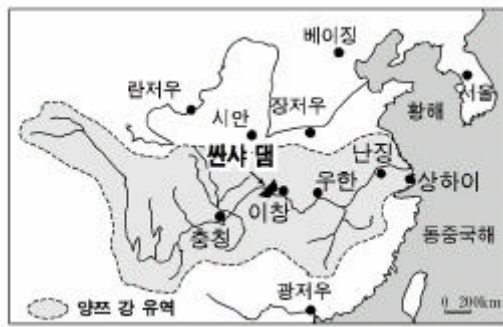 베이징
란저우
서울
시안
장저우
황해
싼샤 댐
난징
우한
상하이
이창
충칭
동중국해
광저우
양쯔 강 유역
0 200km